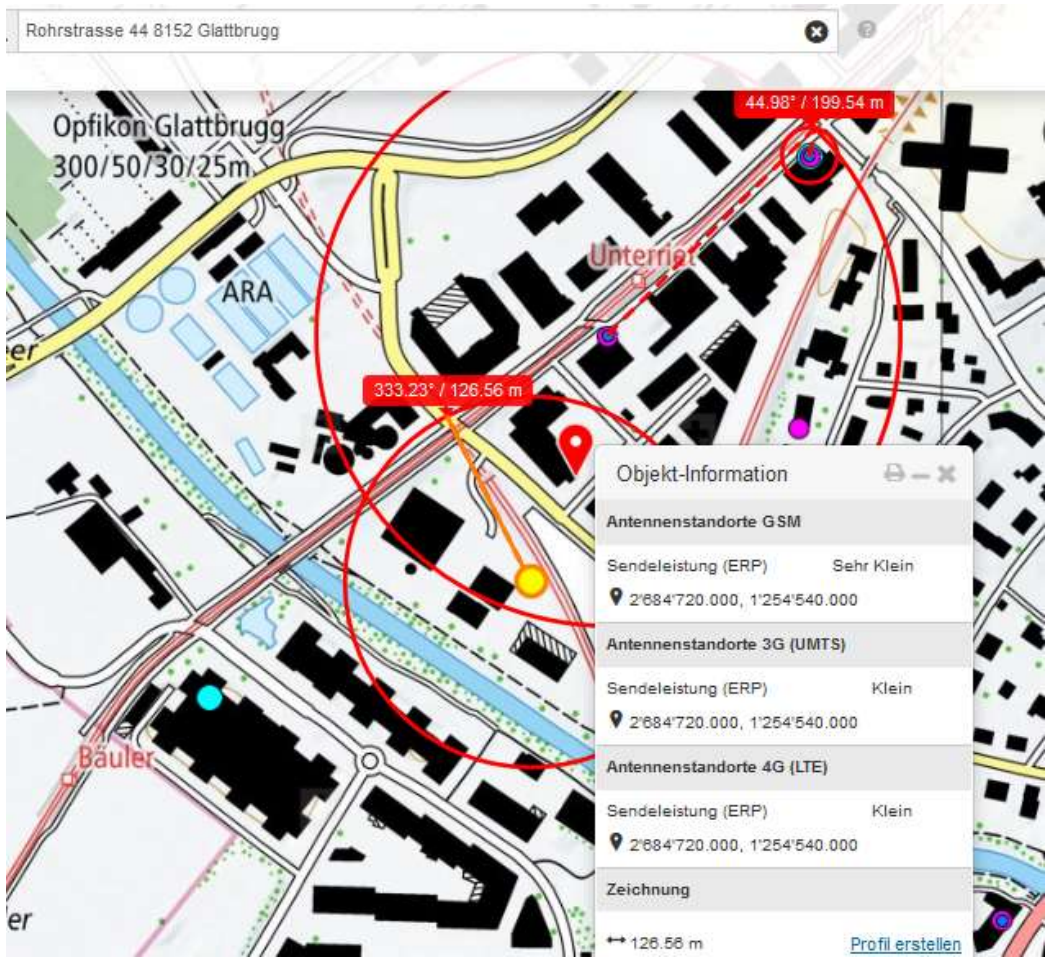 Rohrstrasse 44 8152 Glattbrugg
44.98° / 199.54 m
Opfikon Glattbrugg
300/50/30/25m
Unterriet
ARA
er
333.23° / 126.56 m
Objekt-Information
Antennenstandorte GSM
Sendeleistung (ERP) Sehr Klein
2'684'720.000, 1'254'540.000
Antennenstandorte 3G (UMTS)
Sendeleistung (ERP) Klein
2'684'720.000, 1'254'540.000
Bäuler
Antennenstandorte 4G (LTE)
Sendeleistung (ERP) Klein
2'684'720.000, 1'254'540.000
Zeichnung
er
126.56 m Profil erstellen